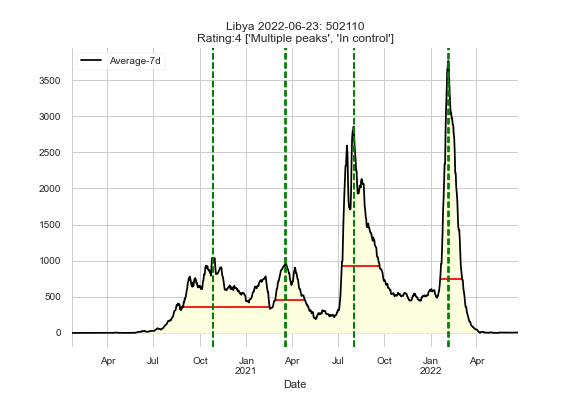 Libya 2022-06-23: 502110
Rating:4 ['Multiple peaks', 'In control']
Average-7d
3500
3000
2500
2000
1500
1000
500
0
Apr Jul Oct Jan Apr Jul Oct Jan Apr
2021 2022
Date